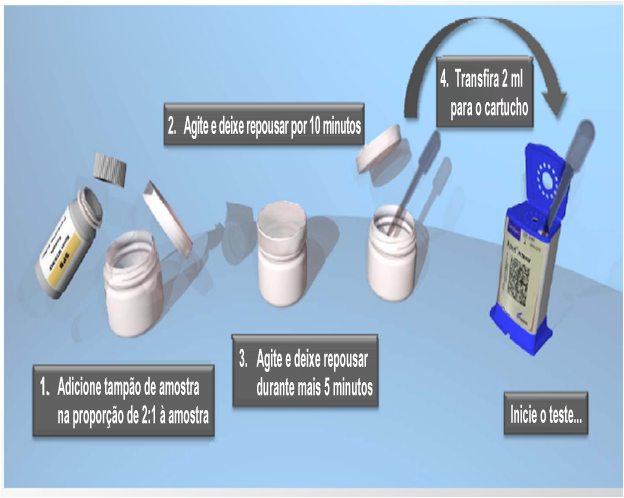 1. Adicione tampão de amostra
na proporção de 2:1 à amostra
2. Agite e deixe repousar por 10 minutos
3. Agite e deixe repousar
durante mais 5 minutos
4. Transfira 2 ml
para o cartucho
Inicie o teste...